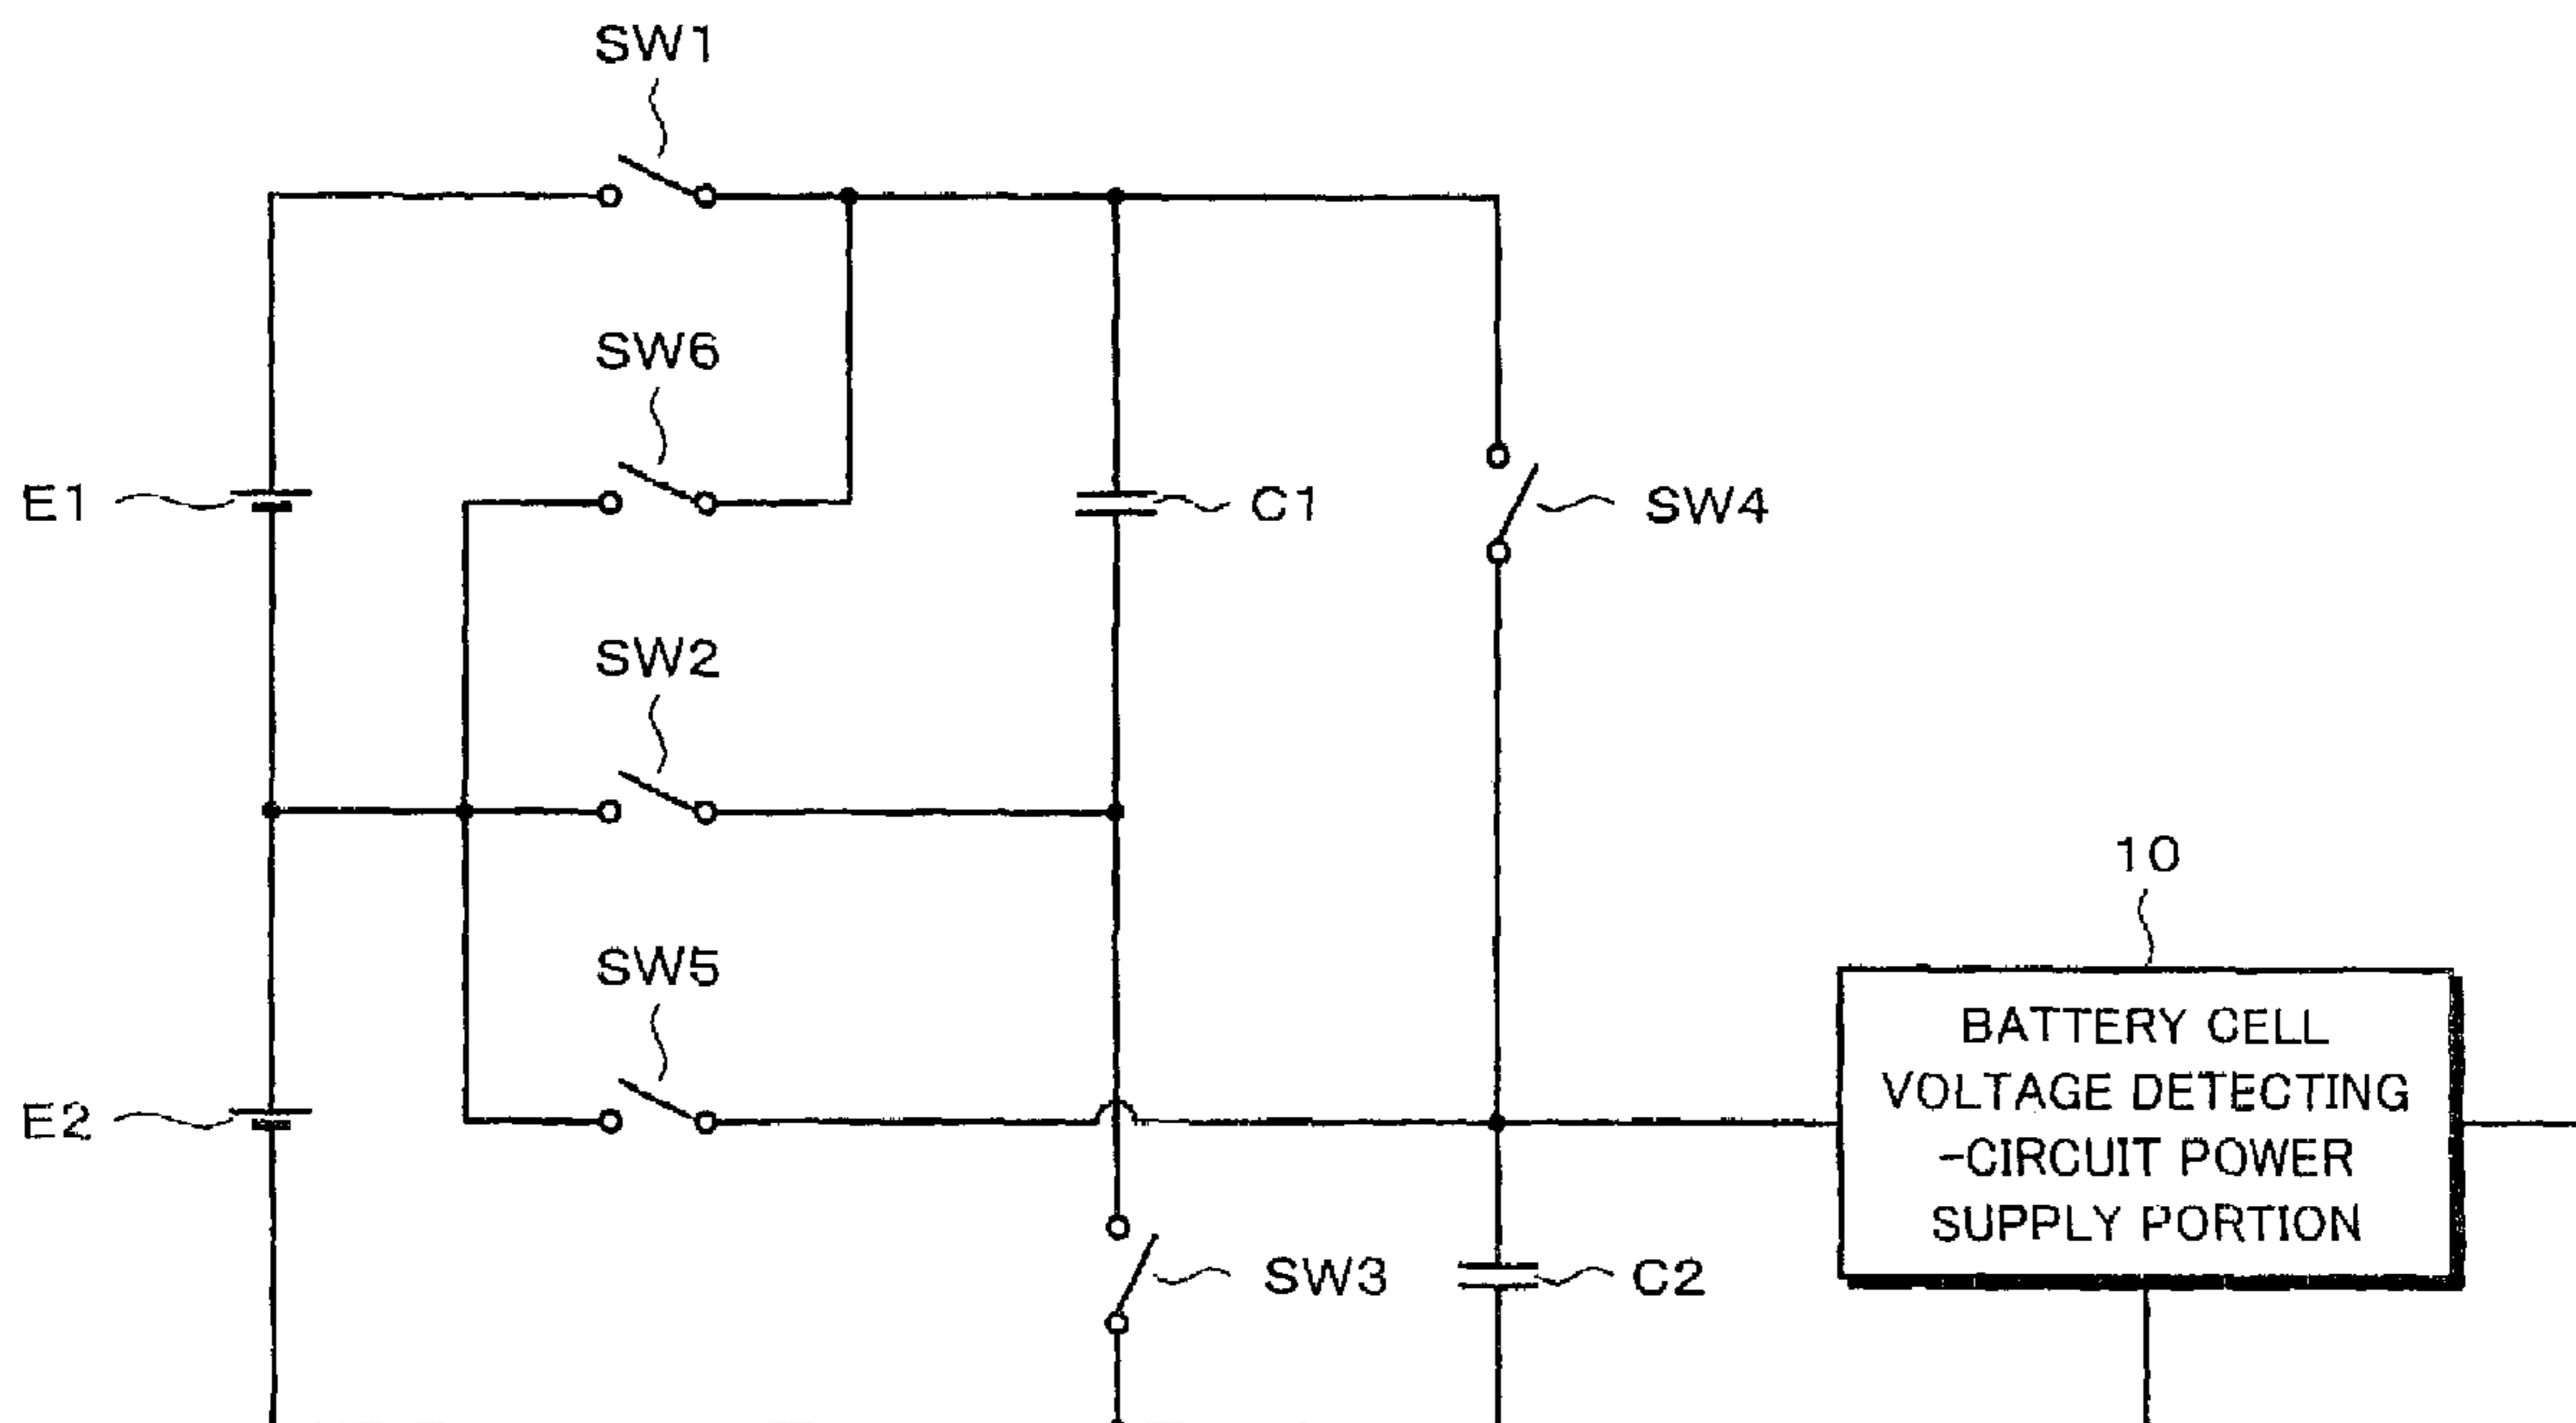 SW1
SW6
E1
C1
SW4
SW2
10
SW5
E2
BATTERY CELL
VOLTAGE DETECTING
-CIRCUIT POWER
SUPPLY PORTION
SW3
C2